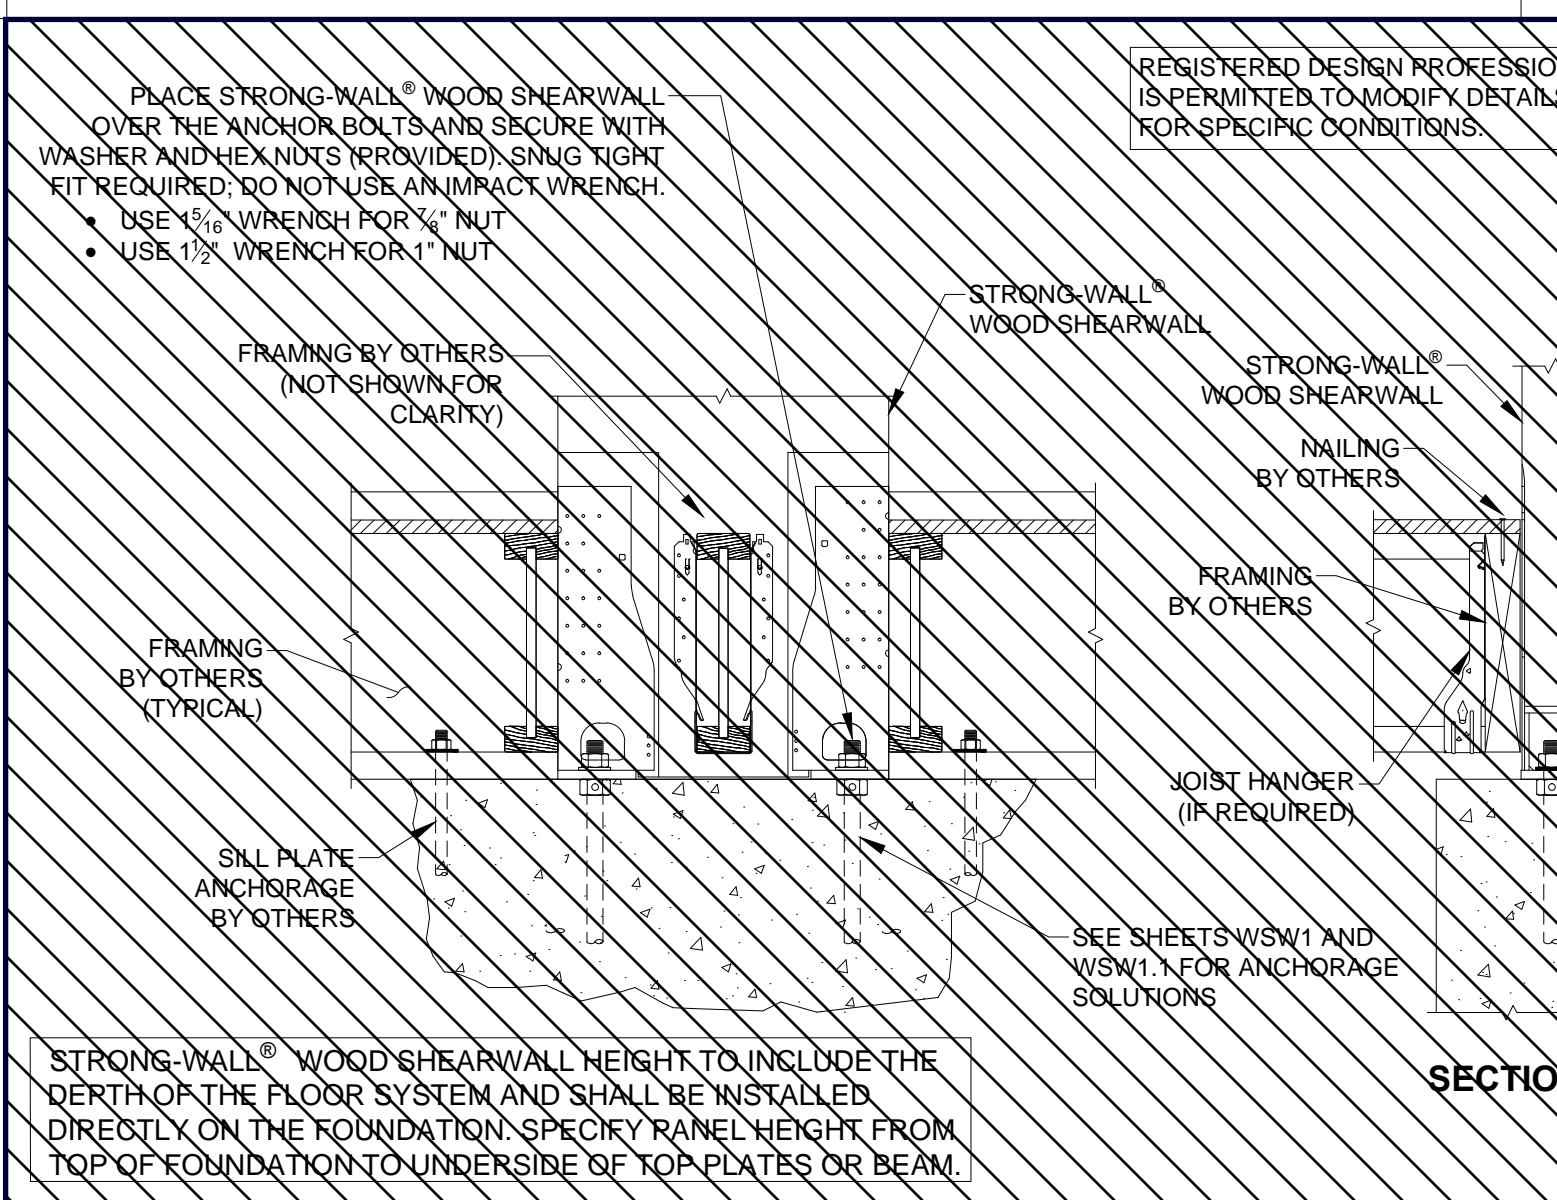 PLACE STRONG-WALL® WOOD SHEARWALL
OVER THE ANCHOR BOLTS AND SECURE WITH
WASHER AND HEX NUTS (PROVIDED). SNUG TIGHT
FIT REQUIRED; DO NOT USE AN IMPACT WRENCH.
• USE 1 5/16" WRENCH FOR 7/8" NUT
• USE 1 1/2" WRENCH FOR 1" NUT
REGISTERED DESIGN PROFESSIO
IS PERMITTED TO MODIFY DETAILS
FOR SPECIFIC CONDITIONS.
STRONG-WALL®
WOOD SHEARWALL
FRAMING BY OTHERS
(NOT SHOWN FOR
CLARITY)
STRONG-WALL®
WOOD SHEARWALL
NAILING
BY OTHERS
FRAMING
BY OTHERS
FRAMING
BY OTHERS
(TYPICAL)
JOIST HANGER
(IF REQUIRED)
SILL PLATE
ANCHORAGE
BY OTHERS
SEE SHEETS WSW1 AND
WSW1.1 FOR ANCHORAGE
SOLUTIONS
STRONG-WALL® WOOD SHEARWALL HEIGHT TO INCLUDE THE
DEPTH OF THE FLOOR SYSTEM AND SHALL BE INSTALLED
DIRECTLY ON THE FOUNDATION. SPECIFY PANEL HEIGHT FROM
TOP OF FOUNDATION TO UNDERSIDE OF TOP PLATES OR BEAM.
SECTIO